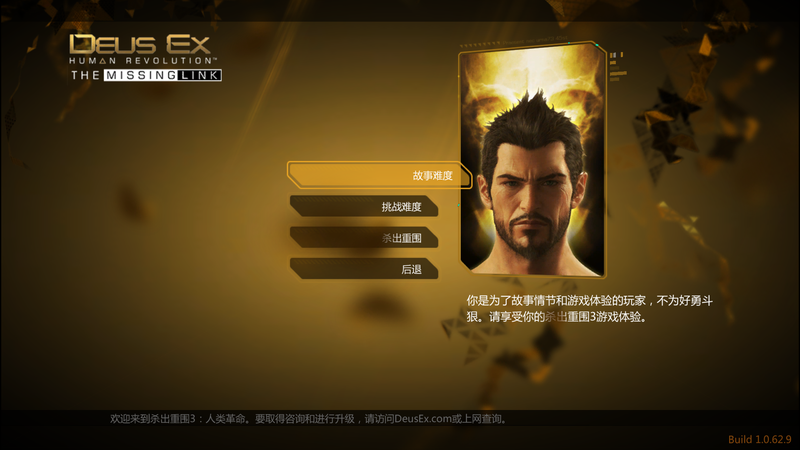 DEUS EX
HUMAN REVOLUTION™
THE MISSING LINK
故事难度
挑战难度
杀出重围
后退
你是为了故事情节和游戏体验的玩家，不为好勇斗
狠。请享受你的杀出重围3游戏体验。
欢迎来到杀出重围3：人类革命。要取得咨询和进行升级，请访问DeusEx.com或上网查询。
Build 1.0.62.9